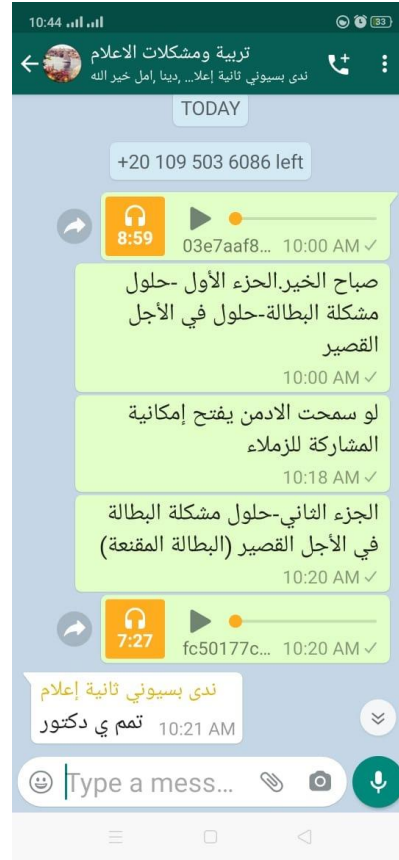 10:44
33
تربية ومشكلات الاعلام
ندى بسيوني ثانية إعلا... ,دينا ,امل خير الله
TODAY
+20 109 503 6086 left
8:59
03e7aaf8... 10:00 AM
صباح الخير.الحزء الأول -حلول
مشكلة البطالة-حلول في الأجل
القصير
10:00 AM
لو سمحت الادمن يفتح إمكانية
المشاركة للزملاء
10:18 AM
الجزء الثاني-حلول مشكلة البطالة
في الأجل القصير (البطالة المقنعة)
10:20 AM
7:27
fc50177c... 10:20 AM
ندى بسيوني ثانية إعلام
تمم ي دكتور 10:21 AM
Type a mess...